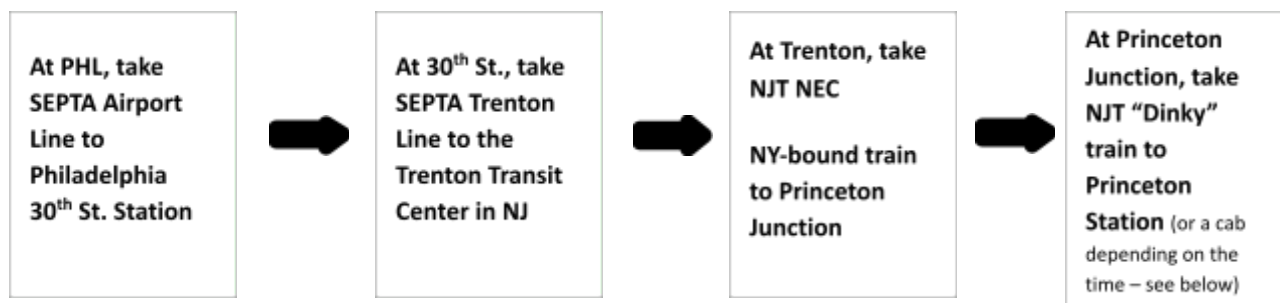 At PHL, take
SEPTA Airport
Line to
Philadelphia
30th St. Station
At 30th St., take
SEPTA Trenton
Line to the
Trenton Transit
Center in NJ
At Trenton, take
NJT NEC
NY-bound train
to Princeton
Junction
At Princeton
Junction, take
NJT “Dinky”
train to
Princeton
Station (or a cab
depending on the
time – see below)